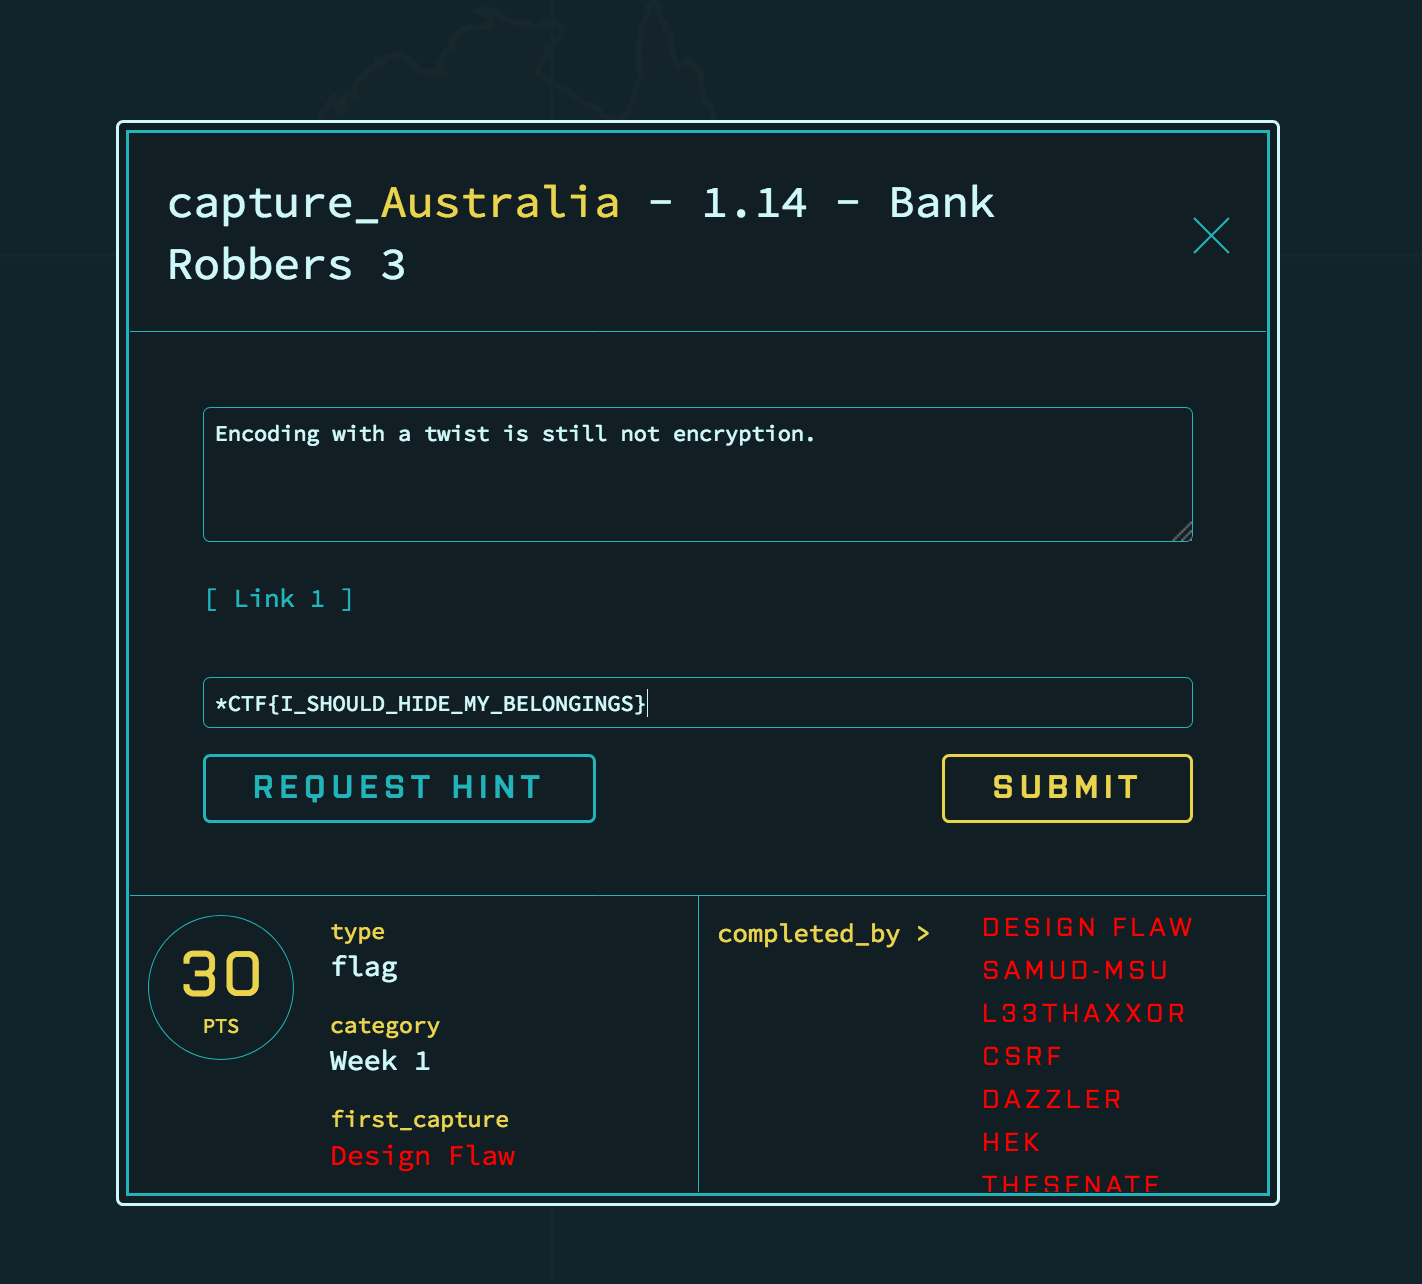 capture_Australia - 1.14 - Bank
Robbers 3
Encoding with a twist is still not encryption.
[ Link 1 ]
*CTF{I_SHOULD_HIDE_MY_BELONGINGS}
REQUEST HINT
SUBMIT
30
PTS
type
flag
category
Week 1
first_capture
Design Flaw
completed_by >
DESIGN FLAW
SAMUD-MSU
L33THAXXOR
CSRF
DAZZLER
HEK
THESENATE